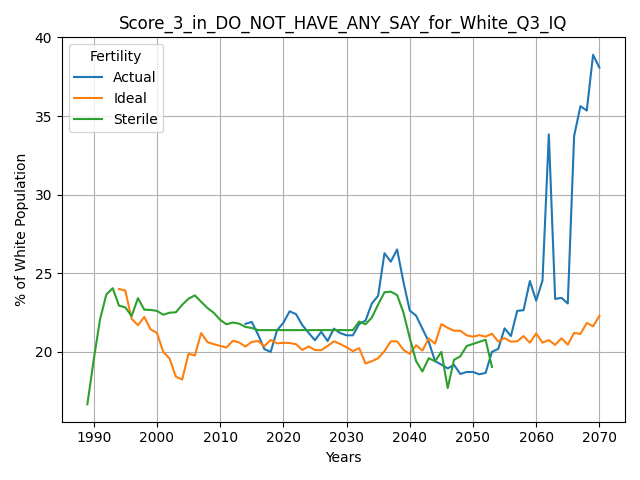 Score_3_in_DO_NOT_HAVE_ANY_SAY_for_White_Q3_IQ
Fertility
Actual
Ideal
Sterile
% of White Population
40
35
30
25
20
1990 2000 2010 2020 2030 2040 2050 2060 2070
Years